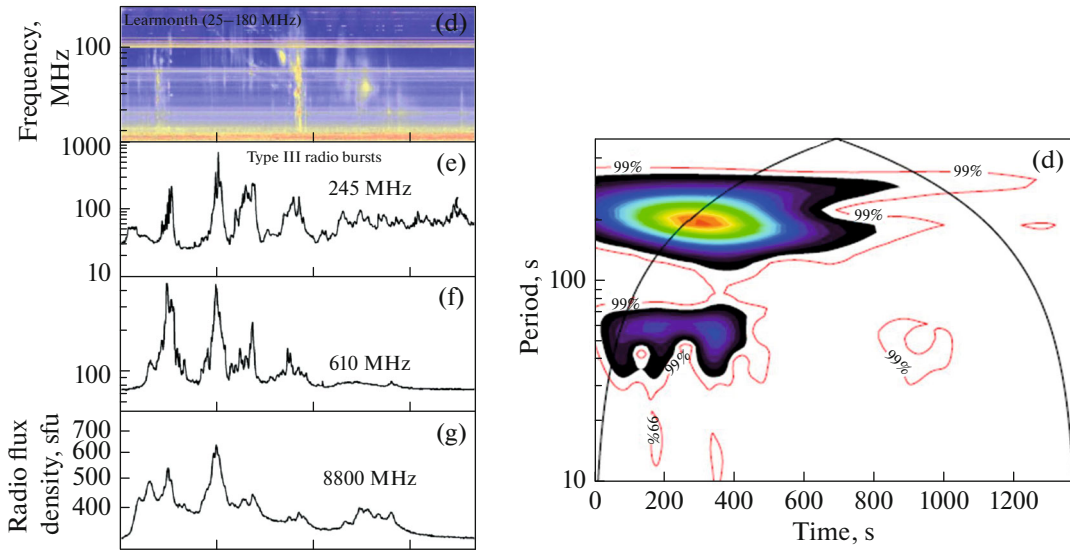 Learmonth (25–180 MHz)
(d)
Frequency,
MHz
100
1000
100
10
Type III radio bursts
(e)
245 MHz
(f)
610 MHz
100
(g)
8800 MHz
Radio flux
density, sfu
700
600
500
400
(d)
99%
99%
99%
99%
99%
99%
99%
Period, s
100
10
0
200
400
600
800
1000
1200
Time, s